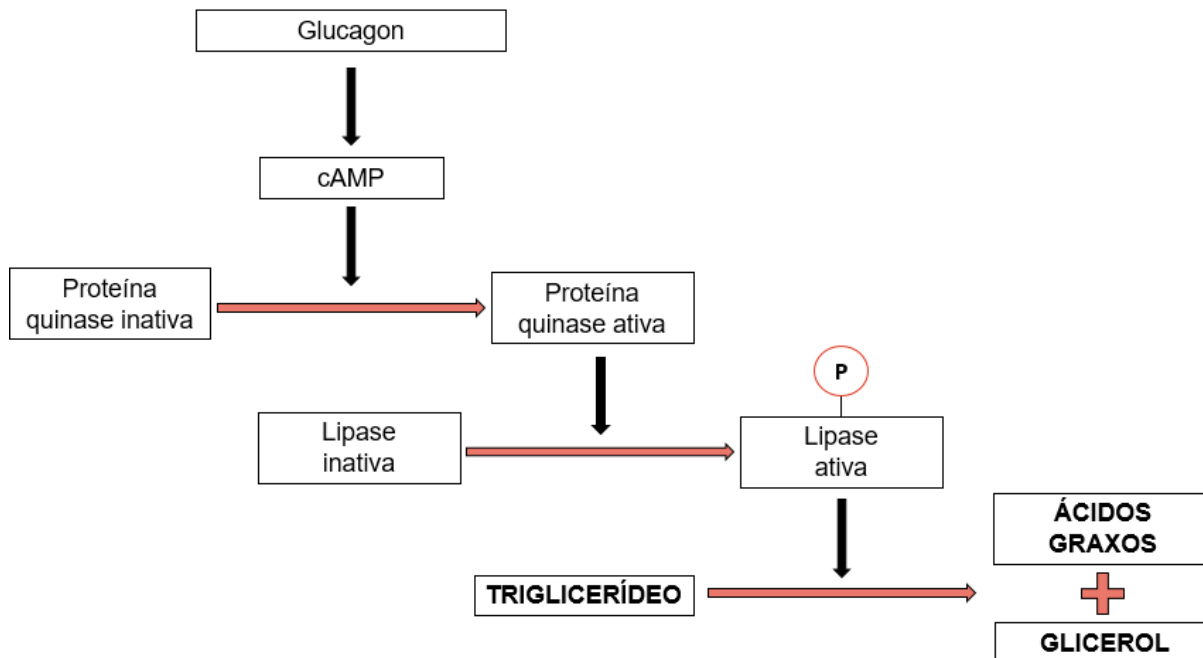 Glucagon
cAMP
Proteína
quinase inativa
Proteína
quinase ativa
P
Lipase
inativa
Lipase
ativa
ÁCIDOS
GRAXOS
TRIGLICERÍDEO
GLICEROL